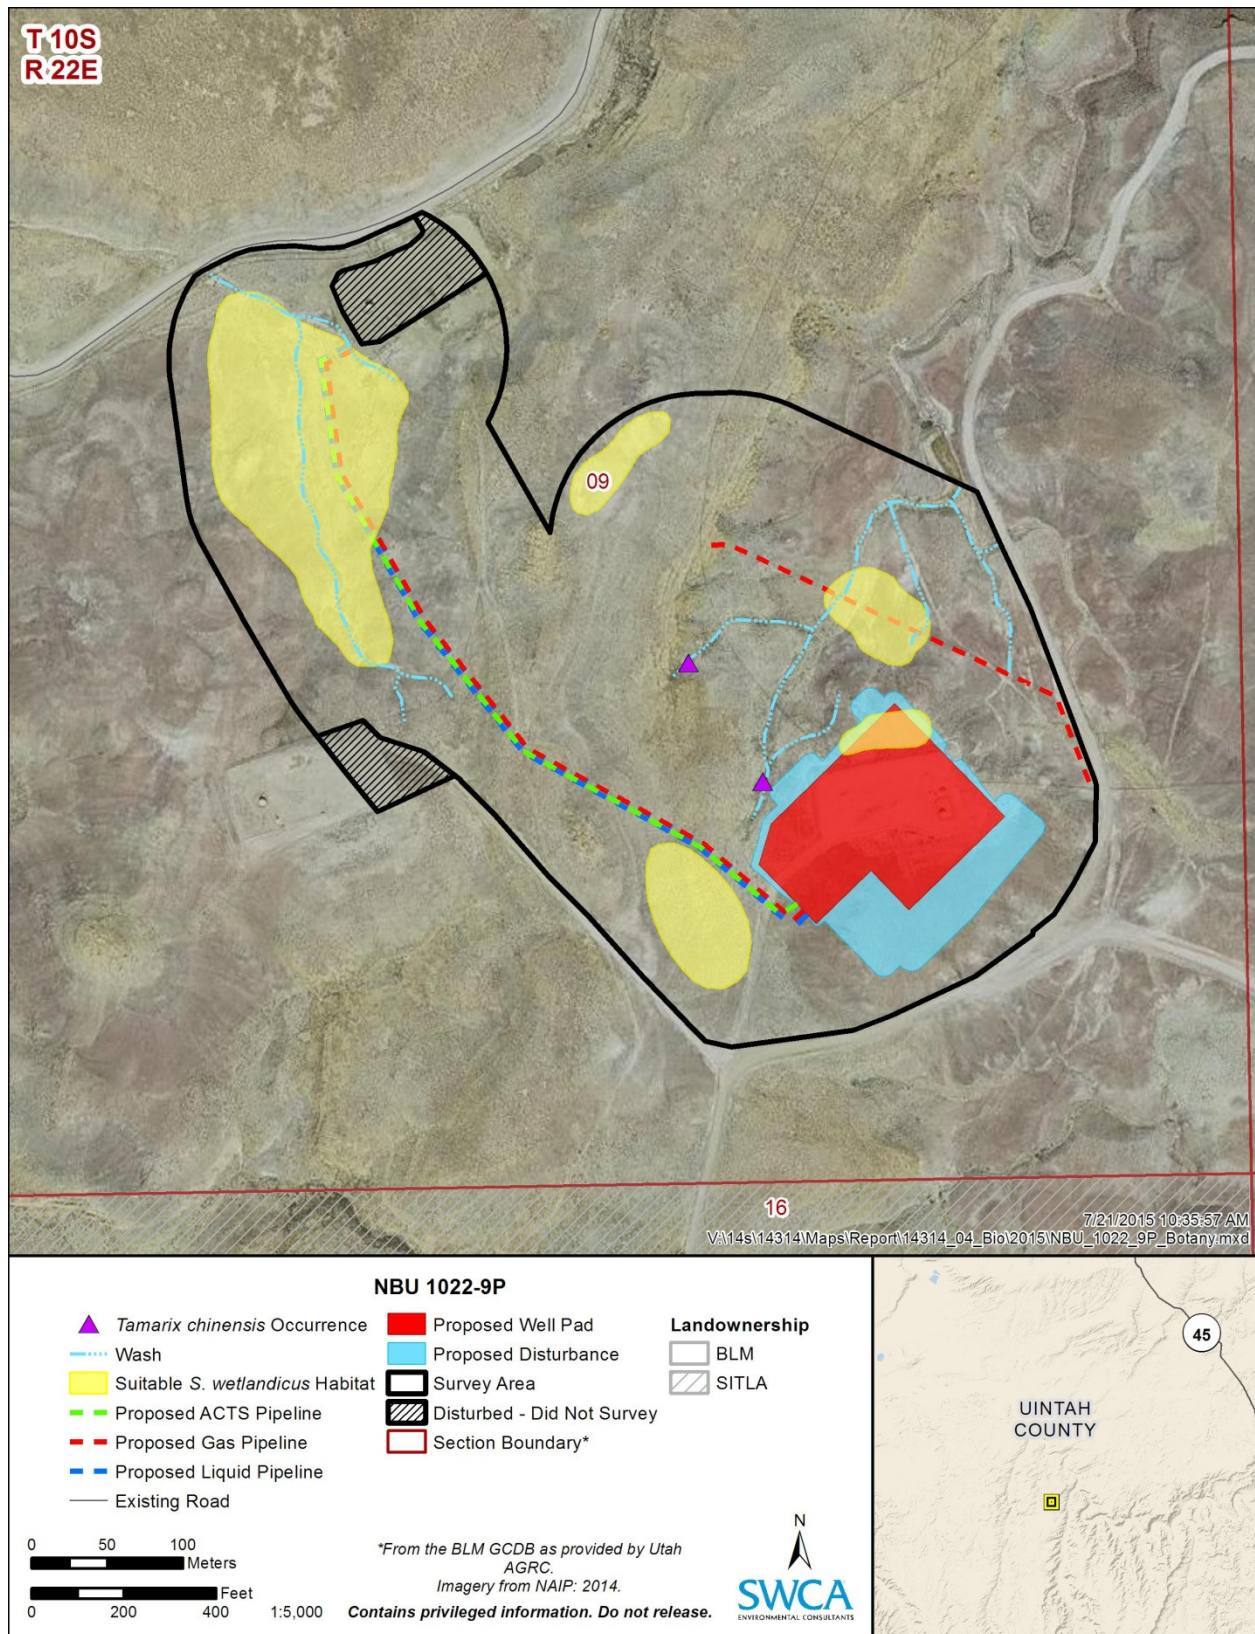 T 10S
R 22E
09
16
7/21/2015 10:35:57 AM
V:\14s\14314\Maps\Report\14314_04_Bio\2015\NBU_1022_9P_Botany.mxd
NBU 1022-9P
Tamarix chinensis Occurrence
Wash
Suitable S. wetlandicus Habitat
Proposed ACTS Pipeline
Proposed Gas Pipeline
Proposed Liquid Pipeline
Existing Road
Proposed Well Pad
Proposed Disturbance
Survey Area
Disturbed - Did Not Survey
Section Boundary*
Landownership
BLM
SITLA
0 50 100
Meters
Feet
0 200 400 1:5,000
*From the BLM GCDB as provided by Utah
AGRC.
Imagery from NAIP: 2014.
Contains privileged information. Do not release.
N
SWCA
ENVIRONMENTAL CONSULTANTS
45
UINTAH
COUNTY